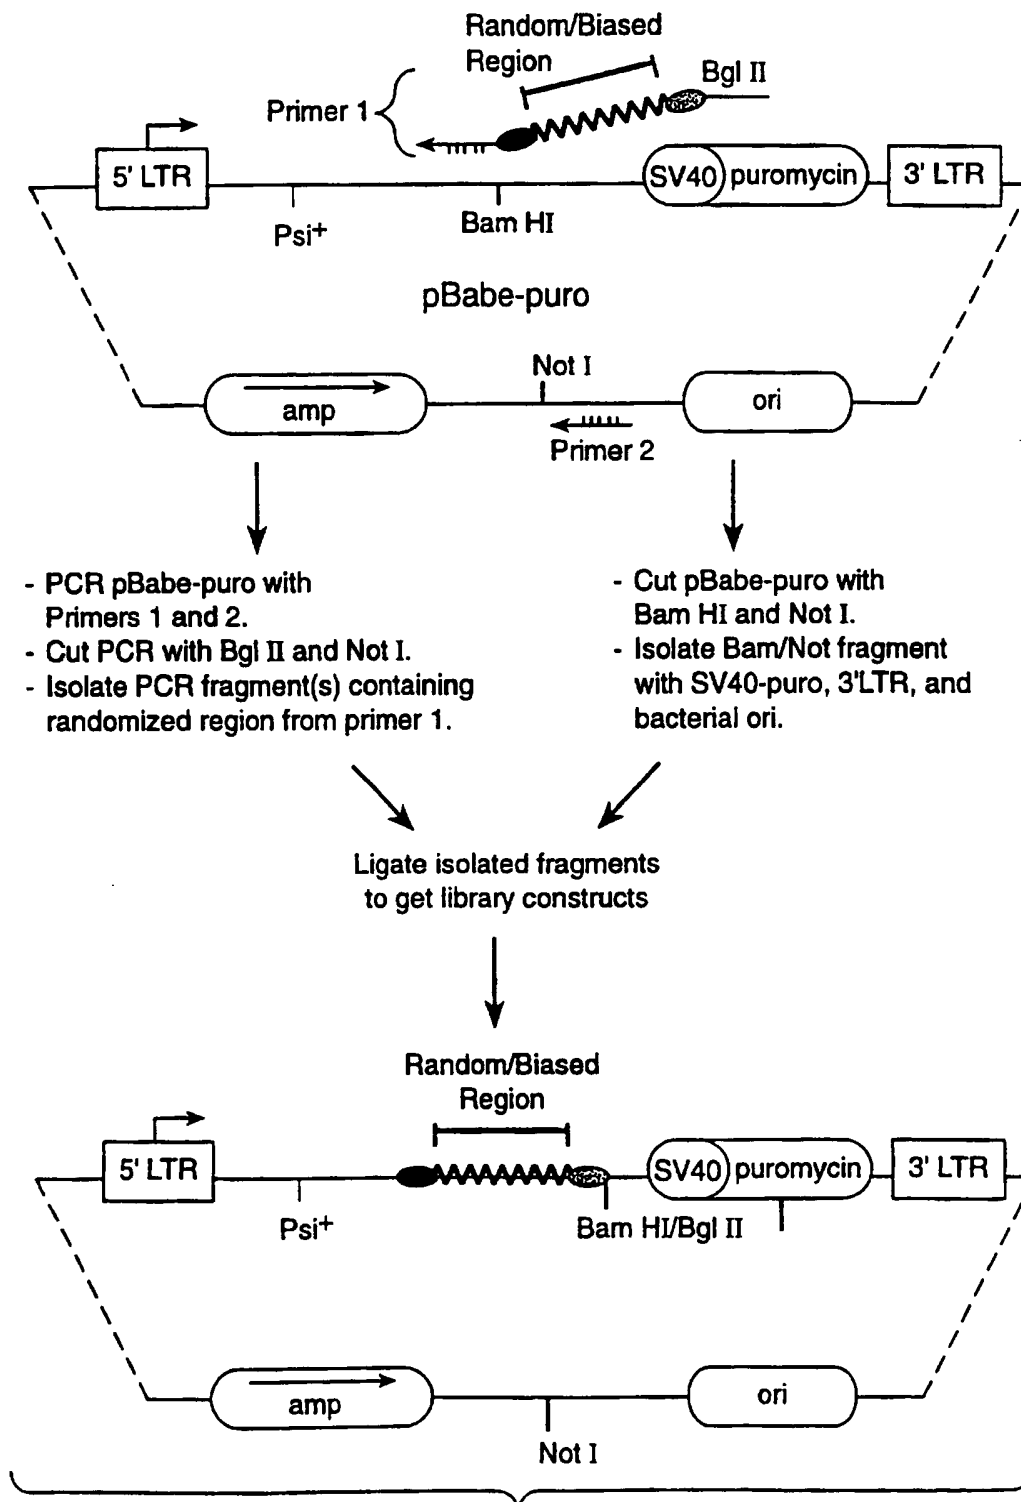 Random/Biased
Region
Bgl II
Primer 1
5' LTR
SV40
puromycin
3' LTR
Psi+
Bam HI
pBabe-puro
Not I
amp
ori
Primer 2
- PCR pBabe-puro with
Primers 1 and 2.
- Cut PCR with Bgl II and Not I.
- Isolate PCR fragment(s) containing
randomized region from primer 1.
- Cut pBabe-puro with
Bam HI and Not I.
- Isolate Bam/Not fragment
with SV40-puro, 3'LTR, and
bacterial ori.
Ligate isolated fragments
to get library constructs
Random/Biased
Region
5' LTR
SV40
puromycin
3' LTR
Psi+
Bam HI/Bgl II
amp
ori
Not I